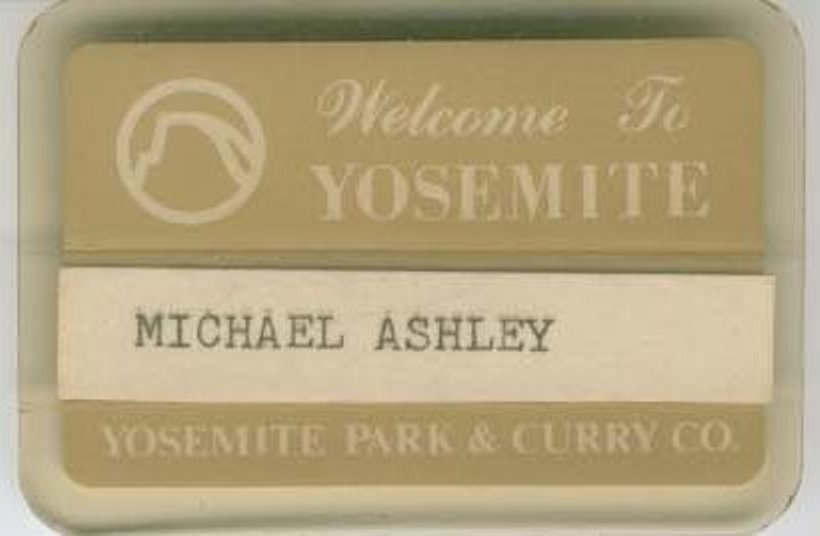 Welcome To
YOSEMITE
MICHAEL ASHLEY
YOSEMITE PARK & CURRY CO.